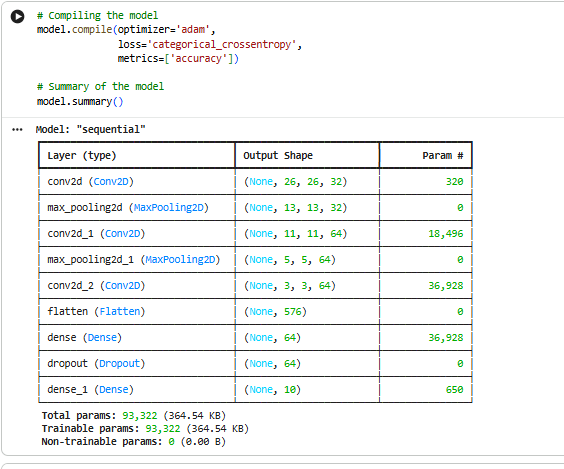 # Compiling the model
model.compile(optimizer='adam',
loss='categorical_crossentropy',
metrics=['accuracy'])
# Summary of the model
model.summary()
Model: "sequential"
Layer (type) Output Shape Param #
conv2d (Conv2D) (None, 26, 26, 32) 320
max_pooling2d (MaxPooling2D) (None, 13, 13, 32) 0
conv2d_1 (Conv2D) (None, 11, 11, 64) 18,496
max_pooling2d_1 (MaxPooling2D) (None, 5, 5, 64) 0
conv2d_2 (Conv2D) (None, 3, 3, 64) 36,928
flatten (Flatten) (None, 576) 0
dense (Dense) (None, 64) 36,928
dropout (Dropout) (None, 64) 0
dense_1 (Dense) (None, 10) 650
Total params: 93,322 (364.54 KB)
Trainable params: 93,322 (364.54 KB)
Non-trainable params: 0 (0.00 B)